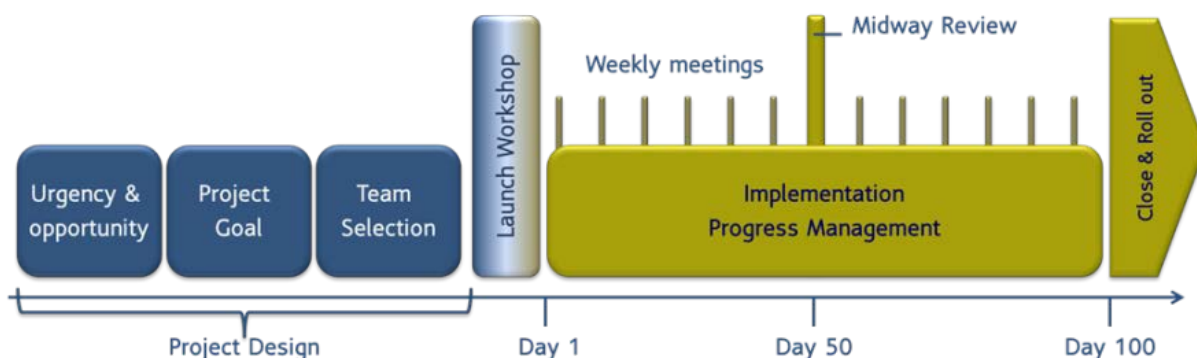 Midway Review
Weekly meetings
Urgency &
opportunity
Project
Goal
Team
Selection
Launch Workshop
Implementation
Progress Management
Close & Roll out
Project Design
Day 1
Day 50
Day 100